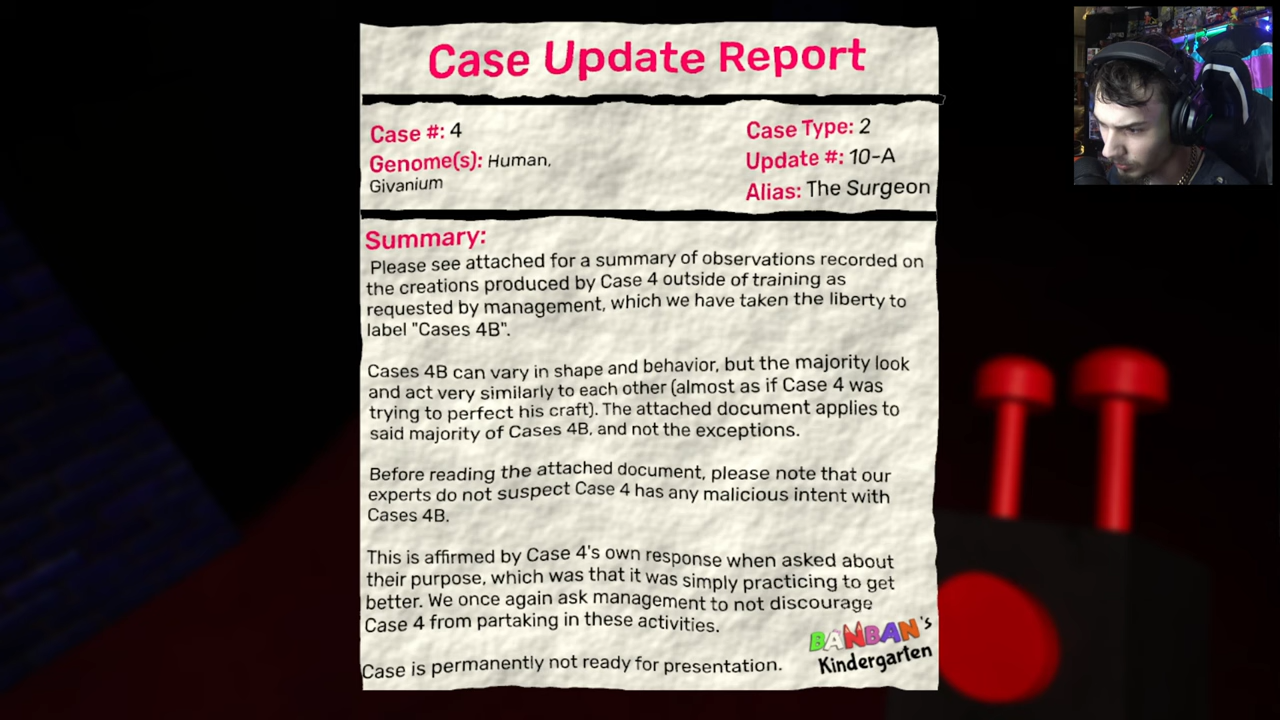 Case Update Report
Case #: 4
Genome(s): Human,
Givanium
Case Type: 2
Update #: 10-A
Alias: The Surgeon
Summary:
Please see attached for a summary of observations recorded on
the creations produced by Case 4 outside of training as
requested by management, which we have taken the liberty to
label "Cases 4B".
Cases 4B can vary in shape and behavior, but the majority look
and act very similarly to each other (almost as if Case 4 was
trying to perfect his craft). The attached document applies to
said majority of Cases 4B, and not the exceptions.
Before reading the attached document, please note that our
experts do not suspect Case 4 has any malicious intent with
Cases 4B.
This is affirmed by Case 4's own response when asked about
their purpose, which was that it was simply practicing to get
better. We once again ask management to not discourage
Case 4 from partaking in these activities.
Case is permanently not ready for presentation.
BANBAN's
Kindergarten